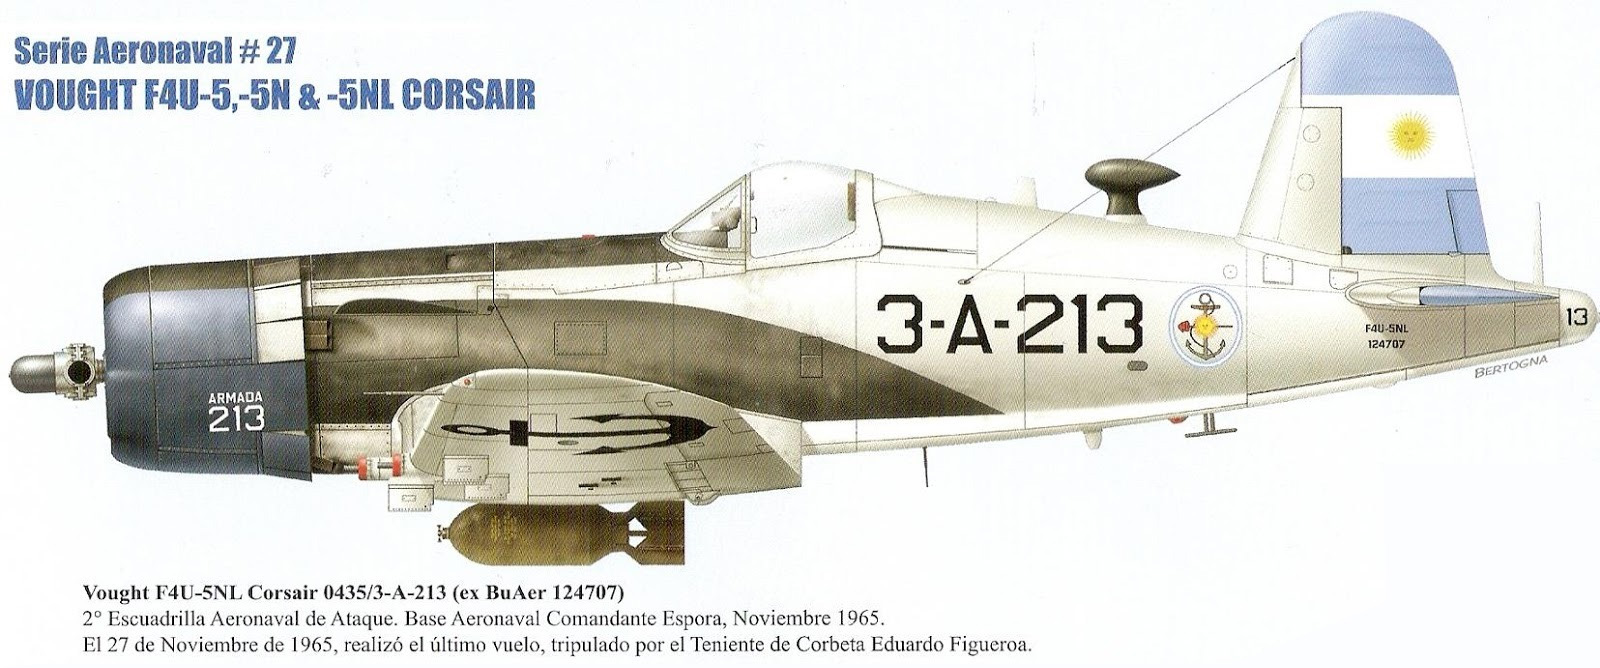 Serie Aeronaval # 27
VOUGHT F4U-5,-5N & -5NL CORSAIR
3-A-213
F4U-5NL
124707
13
BERTOGNA
ARMADA
213
Vought F4U-5NL Corsair 0435/3-A-213 (ex BuAer 124707)
2° Escuadrilla Aeronaval de Ataque. Base Aeronaval Comandante Espora, Noviembre 1965.
El 27 de Noviembre de 1965, realizó el último vuelo, tripulado por el Teniente de Corbeta Eduardo Figueroa.